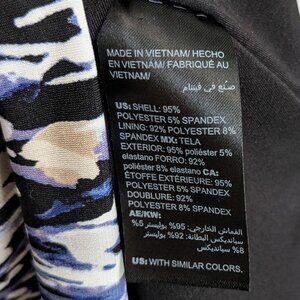 MADE IN VIETNAM/ HECHO
EN VIETNAM/ FABRIQUÉ AU
VIETNAM/
صنع في فيتنام
US: SHELL: 95%
POLYESTER 5% SPANDEX
LINING: 92% POLYESTER 8%
SPANDEX MX: TELA
EXTERIOR: 95% poliéster 5%
elastano FORRO: 92%
poliéster 8% elastano CA:
ÉTOFFE EXTÉRIEURE: 95%
POLYESTER 5% SPANDEX
DOUBLURE: 92%
POLYESTER 8% SPANDEX
AE/KW:
القماش الخارجي: 95% بوليستر 5%
سبانديكس البطانة: 92% بوليستر
8% سبانديكس
US: WITH SIMILAR COLORS.